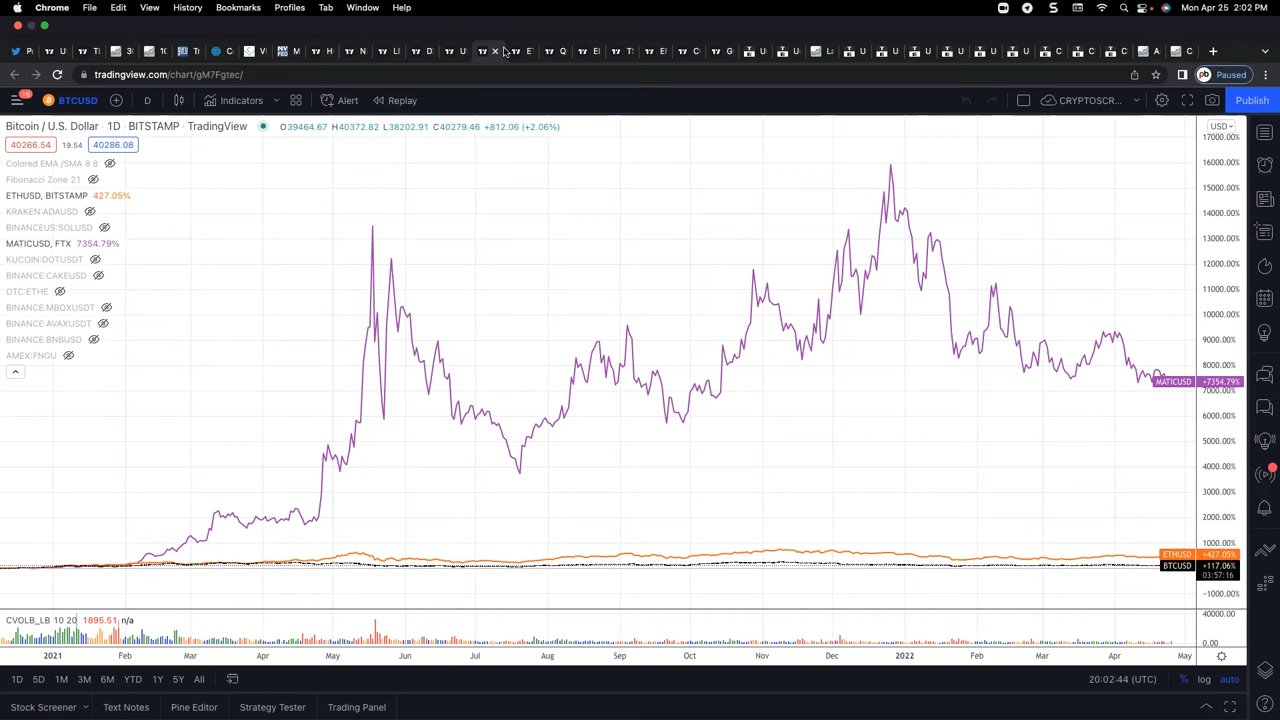 Chrome File Edit View History Bookmarks Profiles Tab Window Help Mon Apr 25 2:02 PM
tradingview.com/chart/gM7Fgtec/ Paused
16 BTCUSD D Indicators Alert Replay CRYPTOSCR... Publish
Bitcoin / U.S. Dollar · 1D · BITSTAMP · TradingView O39464.67 H40372.82 L38202.91 C40279.46 +812.06 (+2.06%) USD
40266.54 19.54 40286.08
Colored EMA /SMA 8 8
Fibonacci Zone 21
ETHUSD, BITSTAMP 427.05%
KRAKEN:ADAUSD
BINANCEUS:SOLUSD
MATICUSD, FTX 7354.79%
KUCOIN:DOTUSDT
BINANCE:CAKEUSD
OTC:ETHE
BINANCE:MBOXUSDT
BINANCE:AVAXUSDT
BINANCE:BNBUSD
AMEX:FNGU
17000.00%
16000.00%
15000.00%
14000.00%
13000.00%
12000.00%
11000.00%
10000.00%
9000.00%
8000.00%
MATICUSD +7354.79%
7000.00%
6000.00%
5000.00%
4000.00%
3000.00%
2000.00%
1000.00%
ETHUSD +427.05%
BTCUSD +117.06%
03:57:16
-1000.00%
CVOLB_LB 10 20 1895.51 n/a
40000.00
0.00
2021 Feb Mar Apr May Jun Jul Aug Sep Oct Nov Dec 2022 Feb Mar Apr May
1D 5D 1M 3M 6M YTD 1Y 5Y All 20:02:44 (UTC) % log auto
Stock Screener Text Notes Pine Editor Strategy Tester Trading Panel